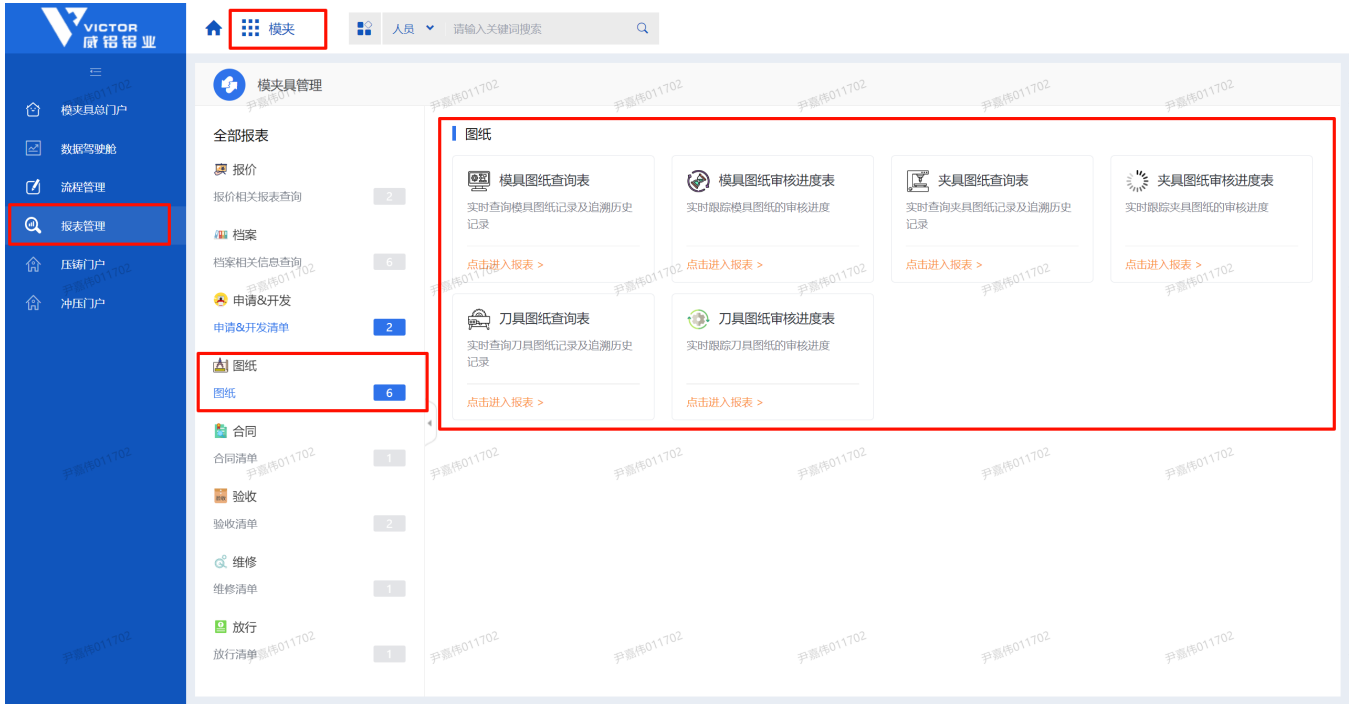 VICTOR
威铝铝业
模夹
人员
请输入关键词搜索
模夹具总门户
数据驾驶舱
流程管理
报表管理
压铸门户
冲压门户
模夹具管理
全部报表
报价
报价相关报表查询
2
档案
档案相关信息查询
6
申请&开发
申请&开发清单
2
图纸
图纸
6
合同
合同清单
1
验收
验收清单
2
维修
维修清单
1
放行
放行清单
1
图纸
模具图纸查询表
实时查询模具图纸记录及追溯历史
记录
点击进入报表 >
模具图纸审核进度表
实时跟踪模具图纸的审核进度
点击进入报表 >
夹具图纸查询表
实时查询夹具图纸记录及追溯历史
记录
点击进入报表 >
夹具图纸审核进度表
实时跟踪夹具图纸的审核进度
点击进入报表 >
刀具图纸查询表
实时查询刀具图纸记录及追溯历史
记录
点击进入报表 >
刀具图纸审核进度表
实时跟踪刀具图纸的审核进度
点击进入报表 >
尹嘉伟011702